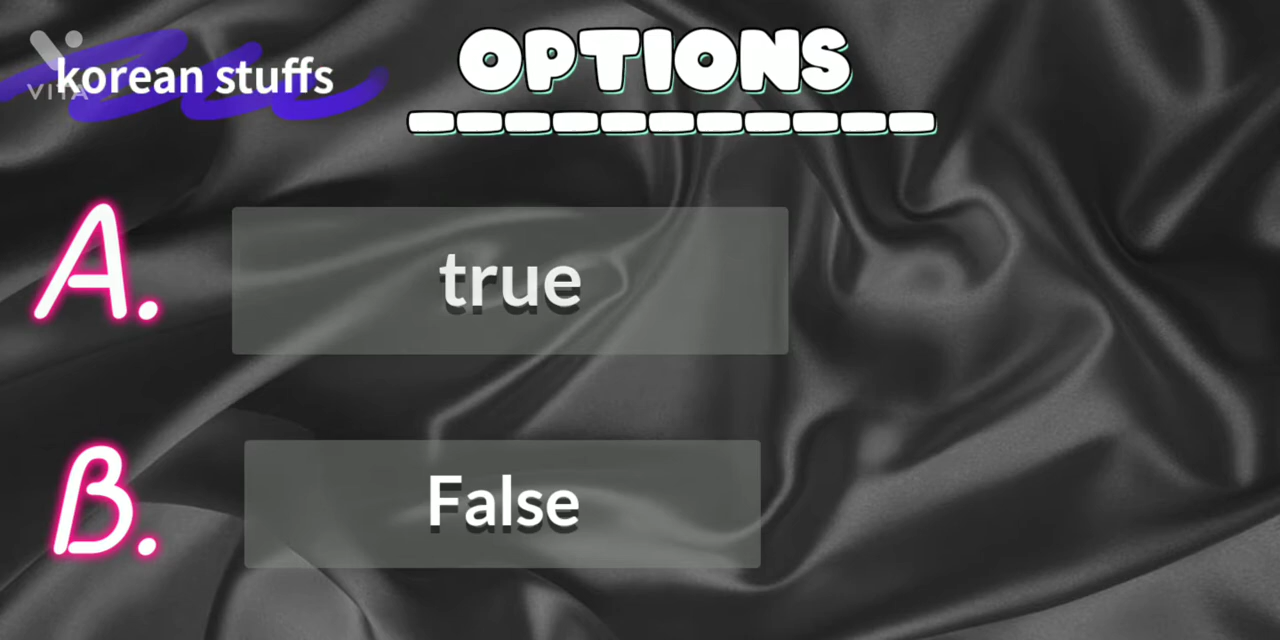 korean stuffs
VITA
OPTIONS
A.
true
B.
False